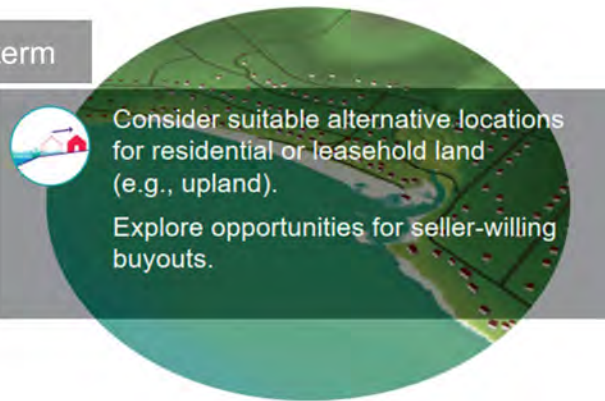 erm
Consider suitable alternative locations
for residential or leasehold land
(e.g., upland).
Explore opportunities for seller-willing
buyouts.